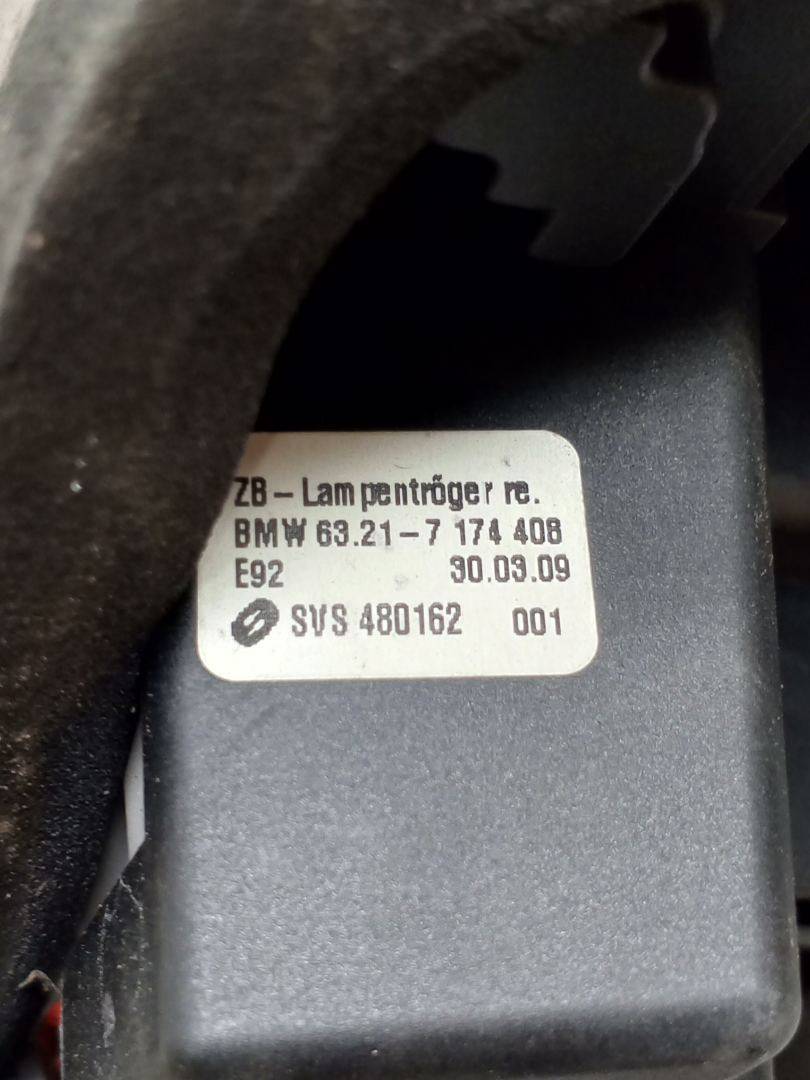 ZB - Lampenträger re.
BMW 63.21-7 174 408
E92 30.03.09
SVS 480162 001